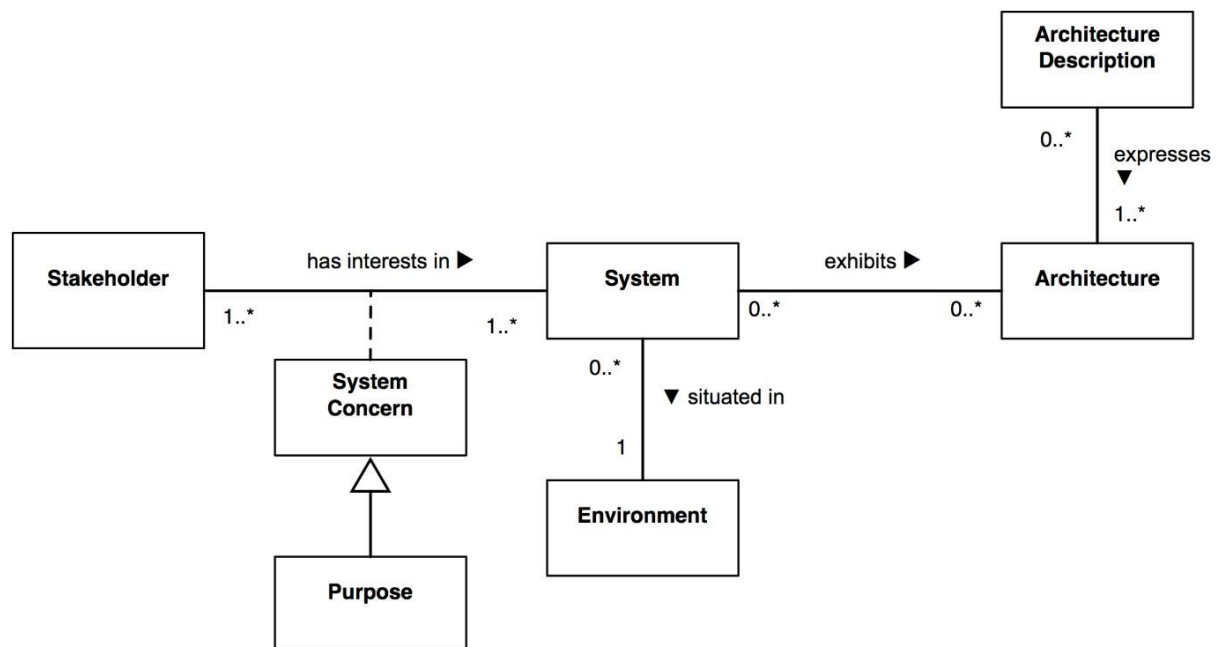 Architecture
Description
0..*
expresses
▼
1..*
Stakeholder
has interests in ▶
System
exhibits ▶
Architecture
1..*
1..*
0..*
0..*
System
Concern
0..*
▼ situated in
1
Environment
Purpose